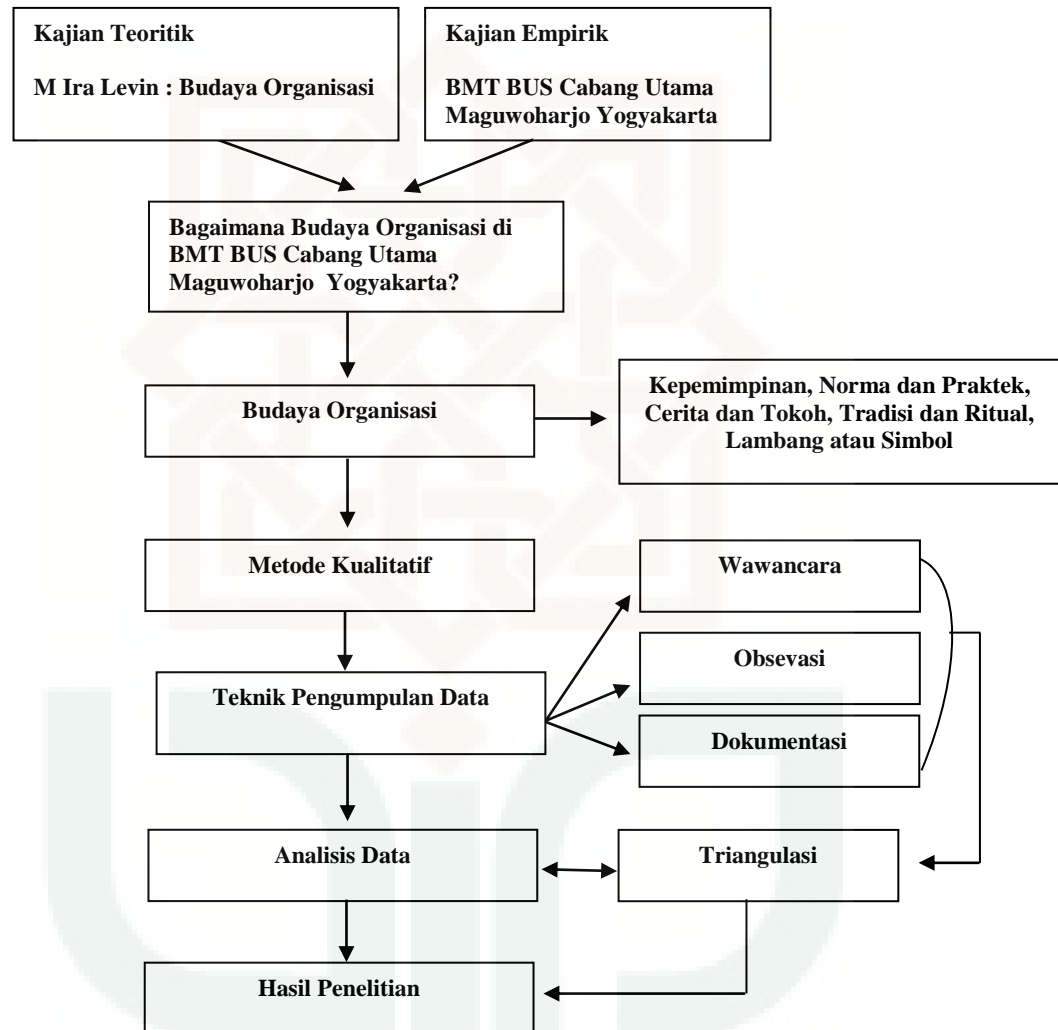 Kajian Teoritik
M Ira Levin : Budaya Organisasi
Kajian Empirik
BMT BUS Cabang Utama
Maguwoharjo Yogyakarta
Bagaimana Budaya Organisasi di
BMT BUS Cabang Utama
Maguwoharjo Yogyakarta?
Budaya Organisasi
Kepemimpinan, Norma dan Praktek,
Cerita dan Tokoh, Tradisi dan Ritual,
Lambang atau Simbol
Metode Kualitatif
Wawancara
Obsevasi
Teknik Pengumpulan Data
Dokumentasi
Analisis Data
Triangulasi
Hasil Penelitian